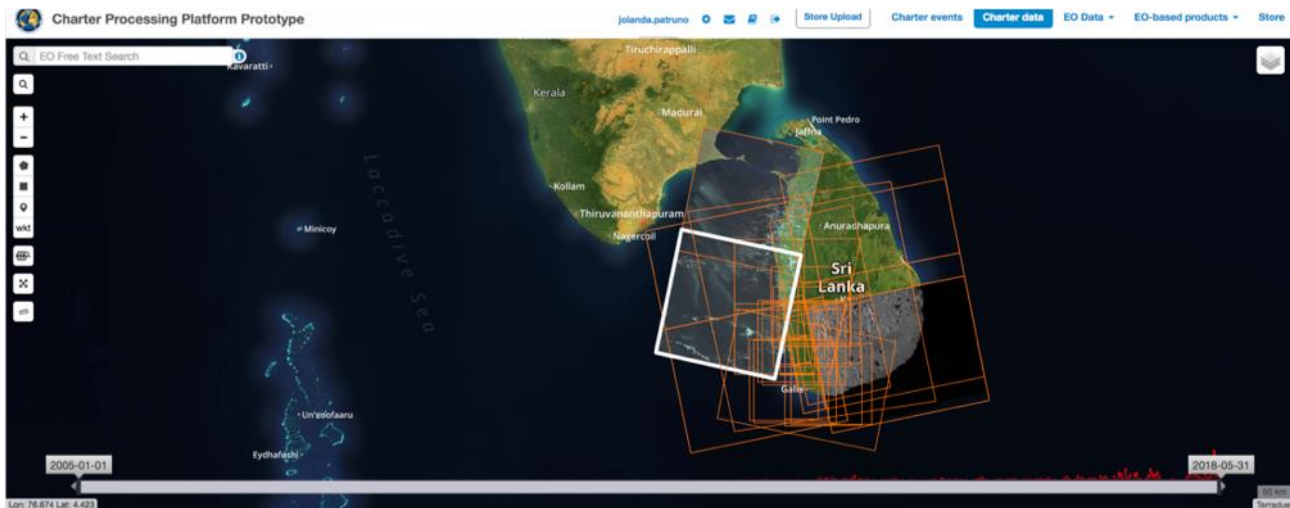 Charter Processing Platform Prototype
jolanda.patruno
Store Upload
Charter events
Charter data
EO Data
EO-based products
Store
EO Free Text Search
Kavaratti
Tiruchirappalli
Kerala
Madurai
Point Pedro
Jaffna
Kollam
Thiruvananthapuram
Nagercoil
Anuradhapura
wkt
Minicoy
Laccadive Sea
Sri
Lanka
Galle
Un'goofaaru
Eydhafushi
2005-01-01
2018-05-31
50 km
Lon: 76.674 Lat: 4.423
Terradue